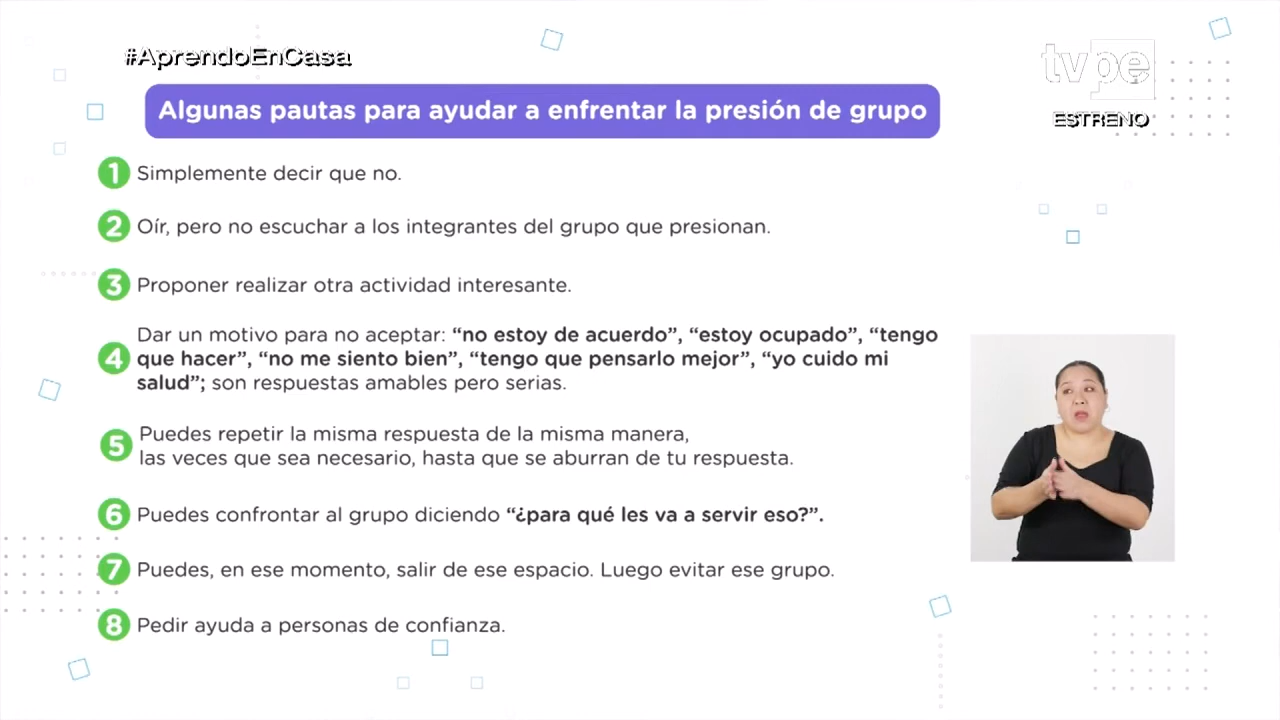 #AprendoEnCasa
tvpe
ESTRENO
Algunas pautas para ayudar a enfrentar la presión de grupo
1 Simplemente decir que no.
2 Oír, pero no escuchar a los integrantes del grupo que presionan.
3 Proponer realizar otra actividad interesante.
Dar un motivo para no aceptar: “no estoy de acuerdo”, “estoy ocupado”, “tengo
4 que hacer”, “no me siento bien”, “tengo que pensarlo mejor”, “yo cuido mi
salud”; son respuestas amables pero serias.
5 Puedes repetir la misma respuesta de la misma manera,
las veces que sea necesario, hasta que se aburran de tu respuesta.
6 Puedes confrontar al grupo diciendo “¿para qué les va a servir eso?”.
7 Puedes, en ese momento, salir de ese espacio. Luego evitar ese grupo.
8 Pedir ayuda a personas de confianza.